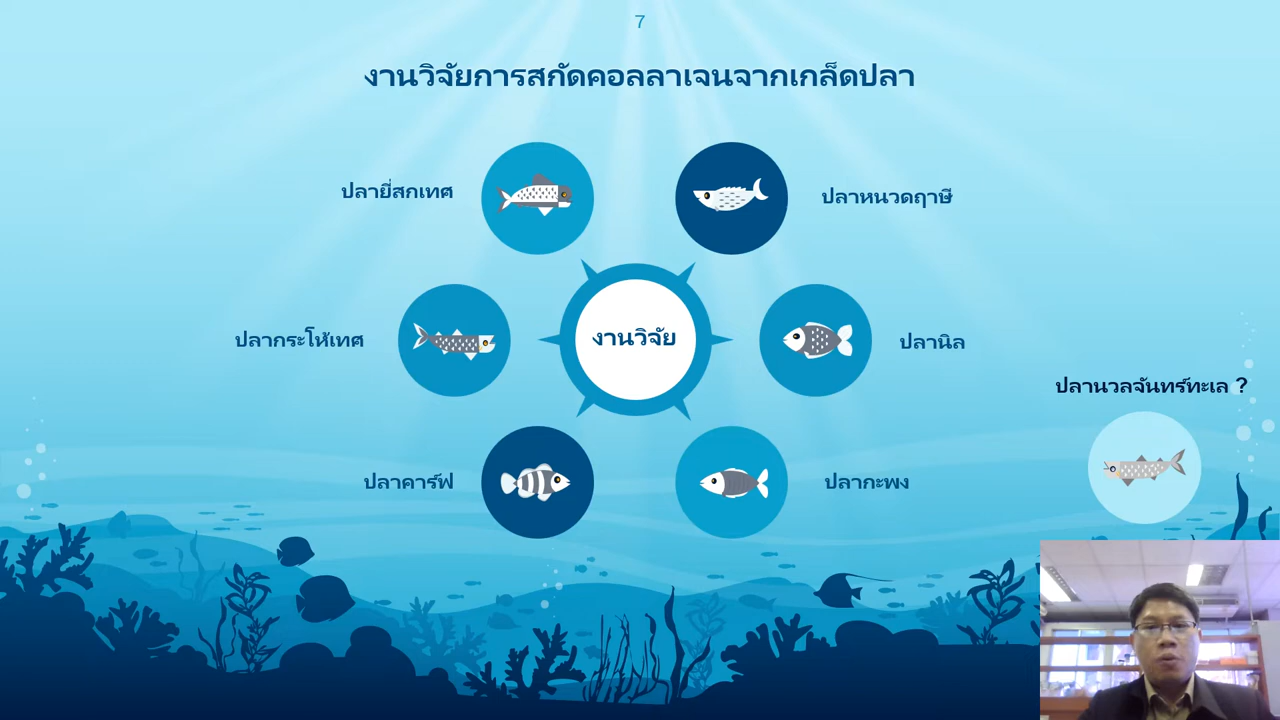 7
งานวิจัยการสกัดคอลลาเจนจากเกล็ดปลา
ปลายี่สกเทศ
ปลาหนวดฤาษี
ปลากระโห้เทศ
งานวิจัย
ปลานิล
ปลานวลจันทร์ทะเล ?
ปลาคาร์ฟ
ปลากะพง